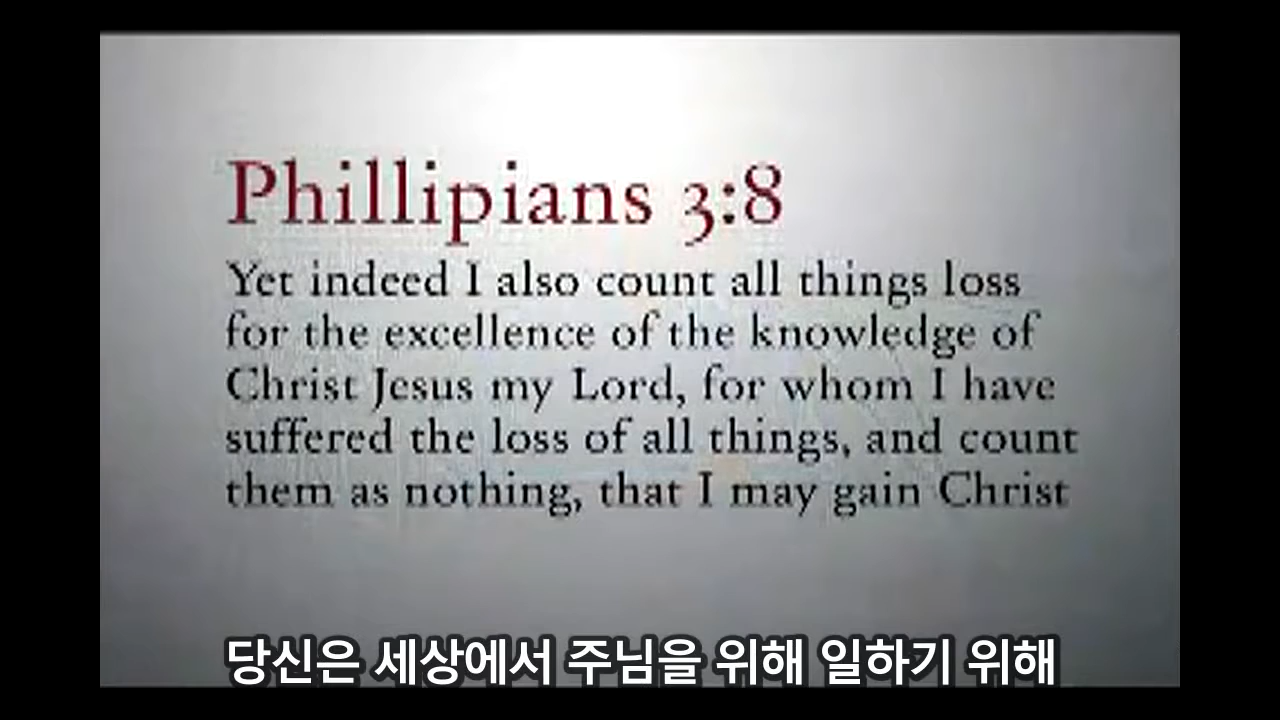 Phillipians 3:8
Yet indeed I also count all things loss
for the excellence of the knowledge of
Christ Jesus my Lord, for whom I have
suffered the loss of all things, and count
them as nothing, that I may gain Christ
당신은 세상에서 주님을 위해 일하기 위해